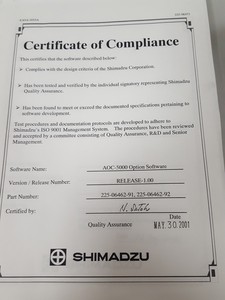 Certificate of Compliance
This certifies that the software described below:
➢ Complies with the design criteria of the Shimadzu Corporation.
➢ Has been tested and verified by the individual signatory representing Shimadzu
Quality Assurance.
➢ Has been found to meet or exceed the documented specifications pertaining to
software development.
Test procedures and documentation protocols are developed to adhere to
Shimadzu's ISO 9001 Management System. The procedures have been reviewed
and accepted by a committee consisting of Quality Assurance, R&D and Senior
Management.
Software Name: AOC-5000 Option Software
Version / Release Number: RELEASE-1.00
Part Number: 225-06462-91, 225-06462-92
Certified by:
Quality Assurance Date
MAY.30.2001
SHIMADZU